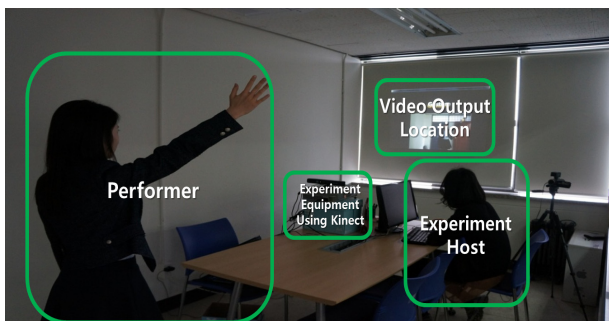 Performer
Experiment
Equipment
Using Kinect
Video Output
Location
Experiment
Host